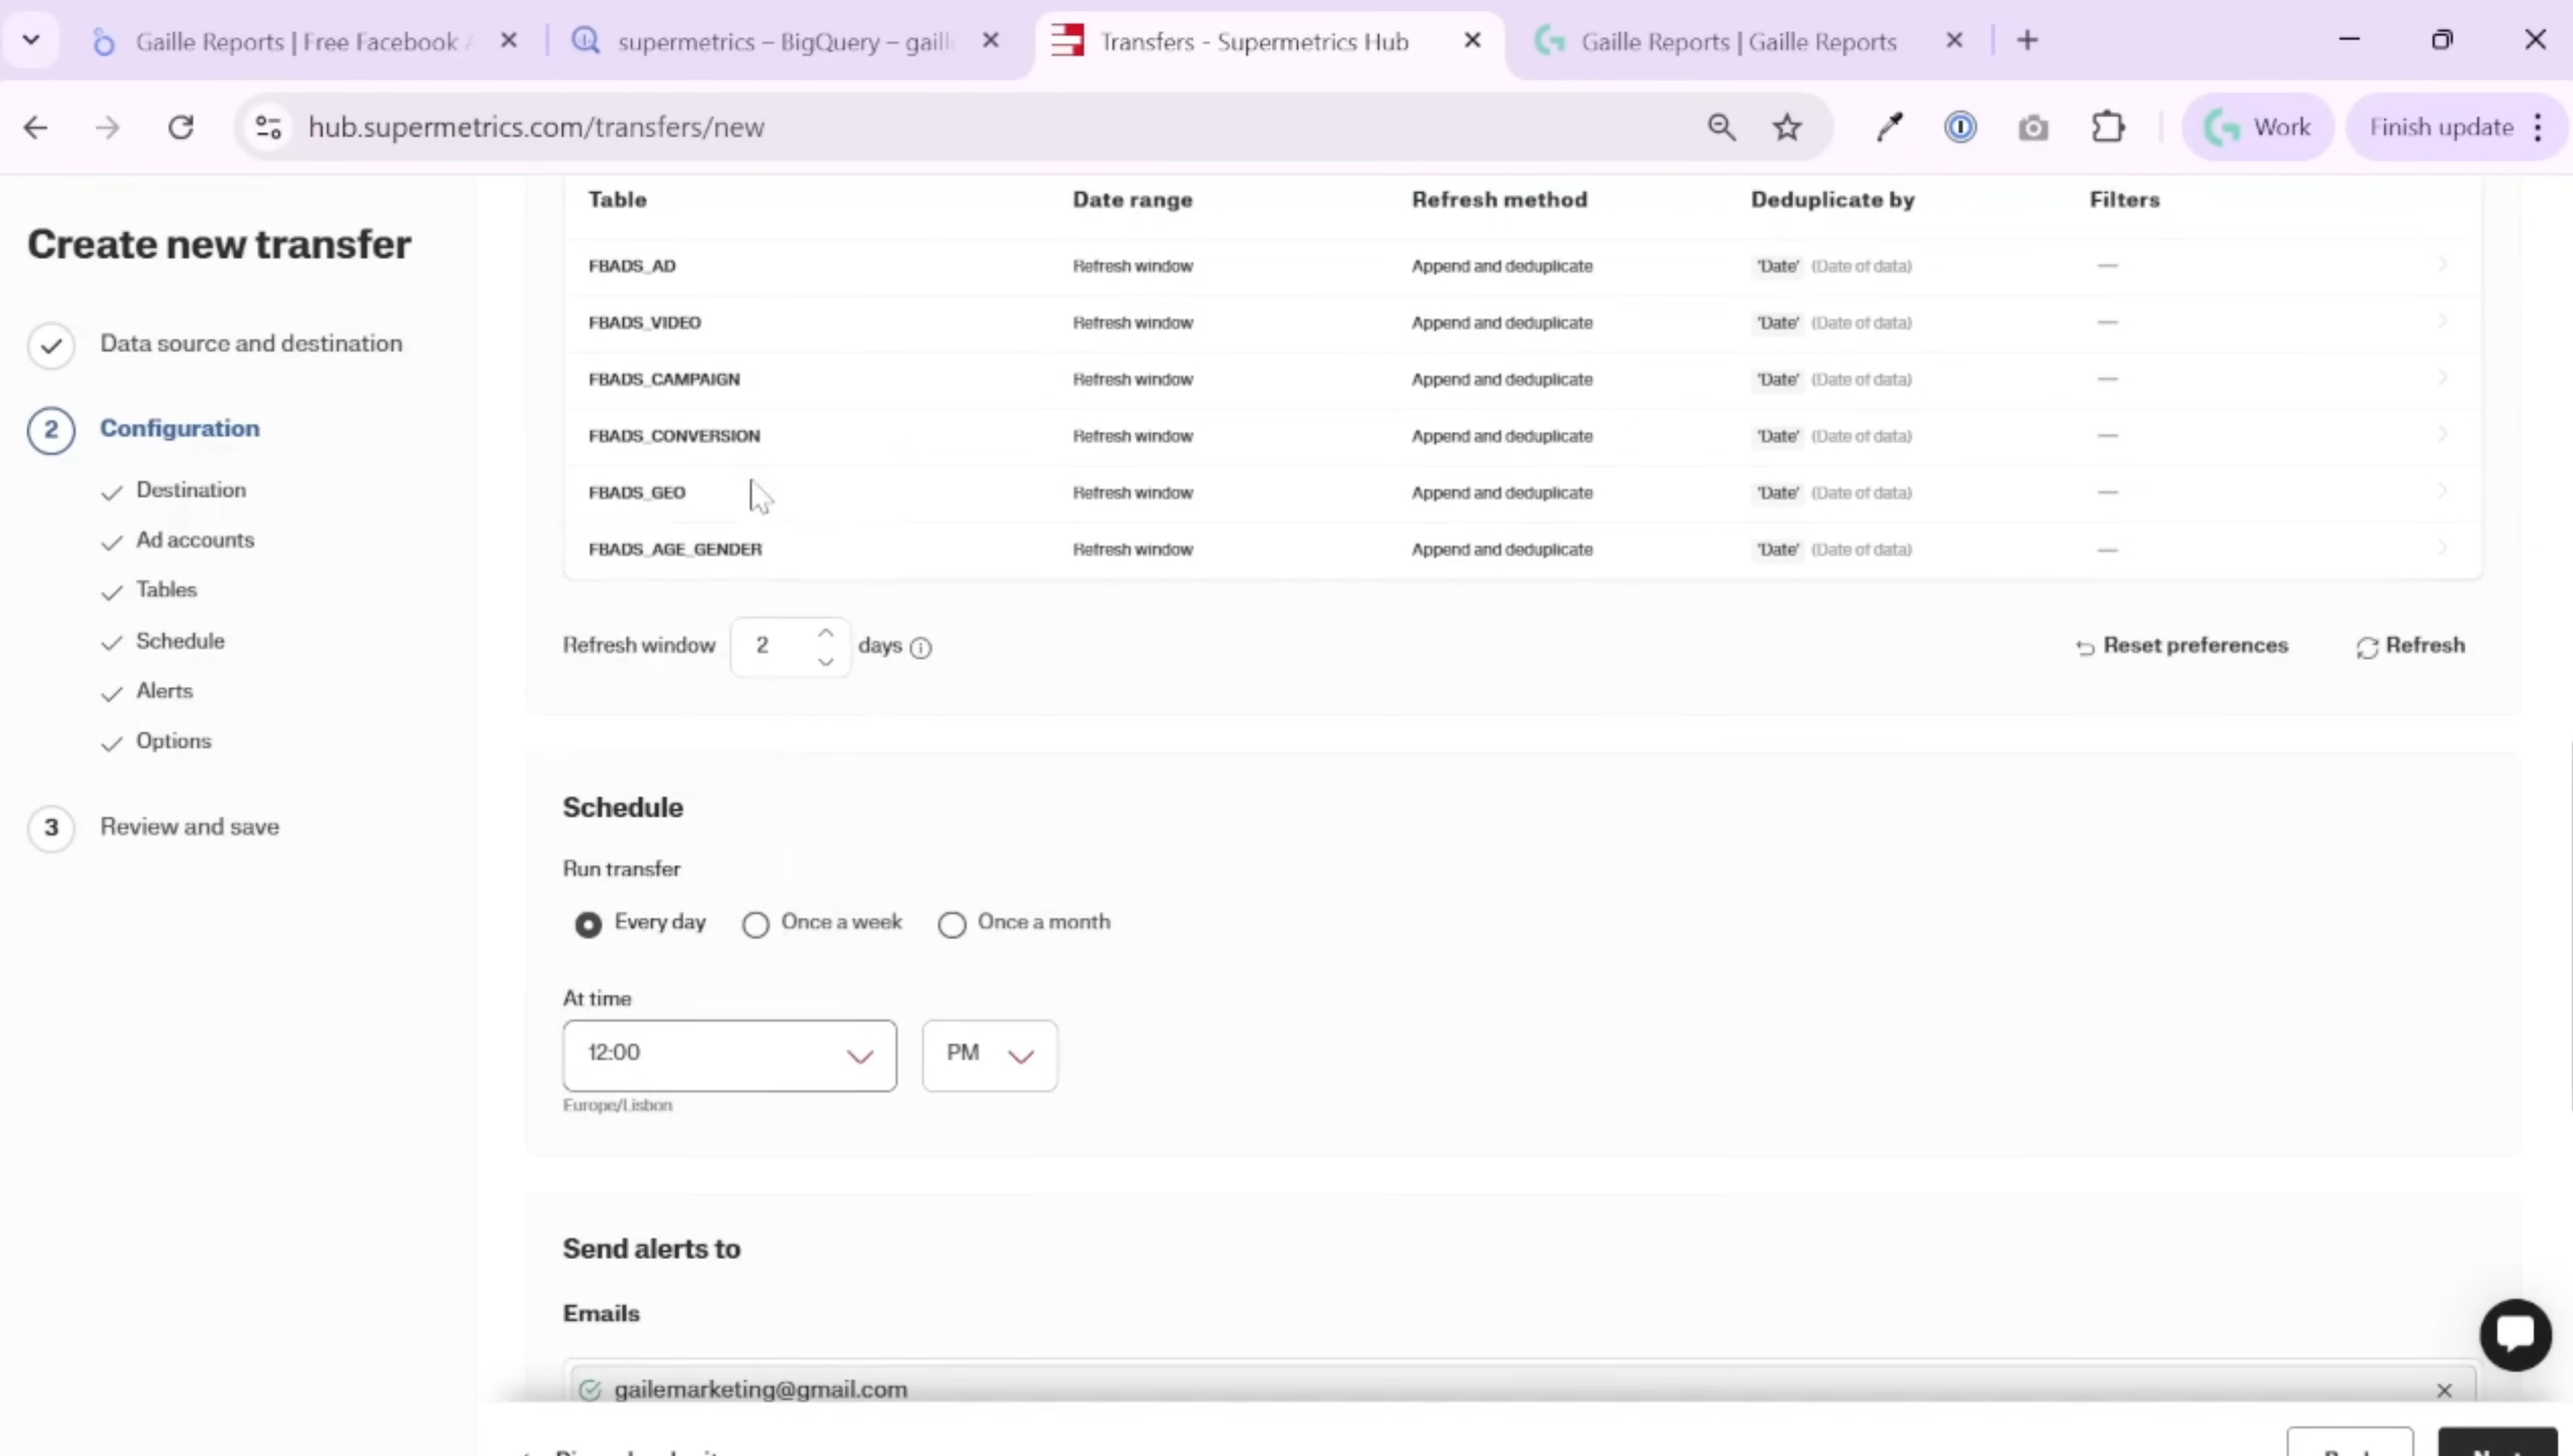 Gaille Reports | Free Facebook
supermetrics – BigQuery – gaill
Transfers - Supermetrics Hub
Gaille Reports | Gaille Reports
hub.supermetrics.com/transfers/new
Work
Finish update
Create new transfer
Data source and destination
2 Configuration
Destination
Ad accounts
Tables
Schedule
Alerts
Options
3 Review and save
Table Date range Refresh method Deduplicate by Filters
FBADS_AD Refresh window Append and deduplicate 'Date' (Date of data) —
FBADS_VIDEO Refresh window Append and deduplicate 'Date' (Date of data) —
FBADS_CAMPAIGN Refresh window Append and deduplicate 'Date' (Date of data) —
FBADS_CONVERSION Refresh window Append and deduplicate 'Date' (Date of data) —
FBADS_GEO Refresh window Append and deduplicate 'Date' (Date of data) —
FBADS_AGE_GENDER Refresh window Append and deduplicate 'Date' (Date of data) —
Refresh window 2 days Reset preferences Refresh
Schedule
Run transfer
Every day Once a week Once a month
At time
12:00 PM
Europe/Lisbon
Send alerts to
Emails
gailemarketing@gmail.com